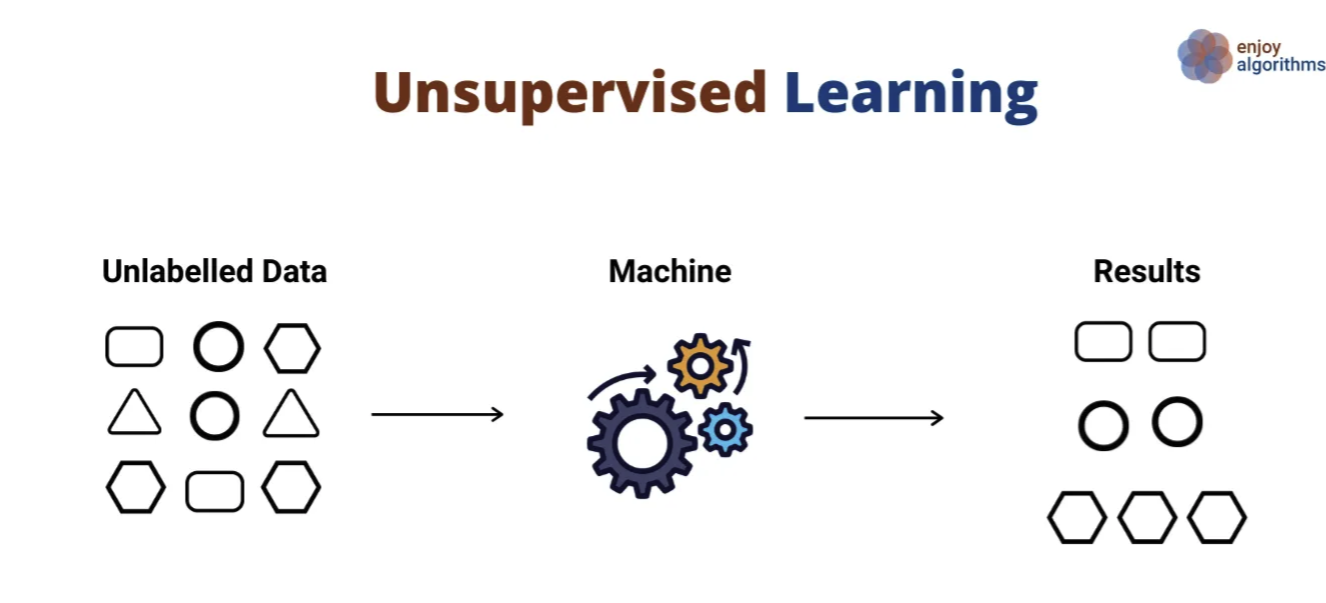 enjoy
algorithms
Unsupervised Learning
Unlabelled Data
Machine
Results